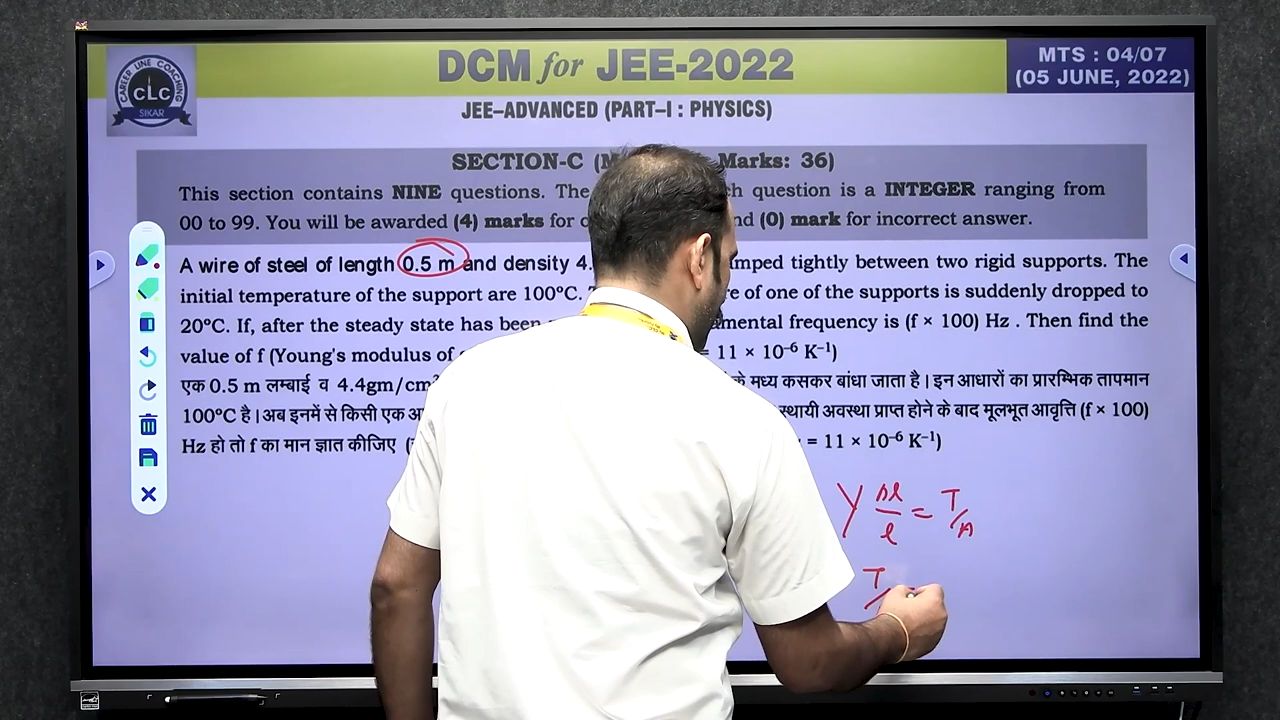 DCM for JEE-2022
MTS : 04/07
(05 JUNE, 2022)
CAREER LINE COACHING
CLC
SIKAR
JEE–ADVANCED (PART–I : PHYSICS)
SECTION-C ( Marks: 36)
This section contains NINE questions. The question is a INTEGER ranging from
00 to 99. You will be awarded (4) marks for and (0) mark for incorrect answer.
A wire of steel of length 0.5 m and density 4. tightly between two rigid supports. The
initial temperature of the support are 100°C. of one of the supports is suddenly dropped to
20°C. If, after the steady state has been frequency is (f × 100) Hz . Then find the
value of f (Young's modulus of = 11 × 10⁻⁶ K⁻¹)
एक 0.5 m लम्बाई व 4.4gm/cm³ के मध्य कसकर बांधा जाता है। इन आधारों का प्रारम्भिक तापमान
100°C है। अब इनमें से किसी एक स्थायी अवस्था प्राप्त होने के बाद मूलभूत आवृत्ति (f × 100)
Hz हो तो f का मान ज्ञात कीजिए ( = 11 × 10⁻⁶ K⁻¹)
Y Δl/l = T/A
T/